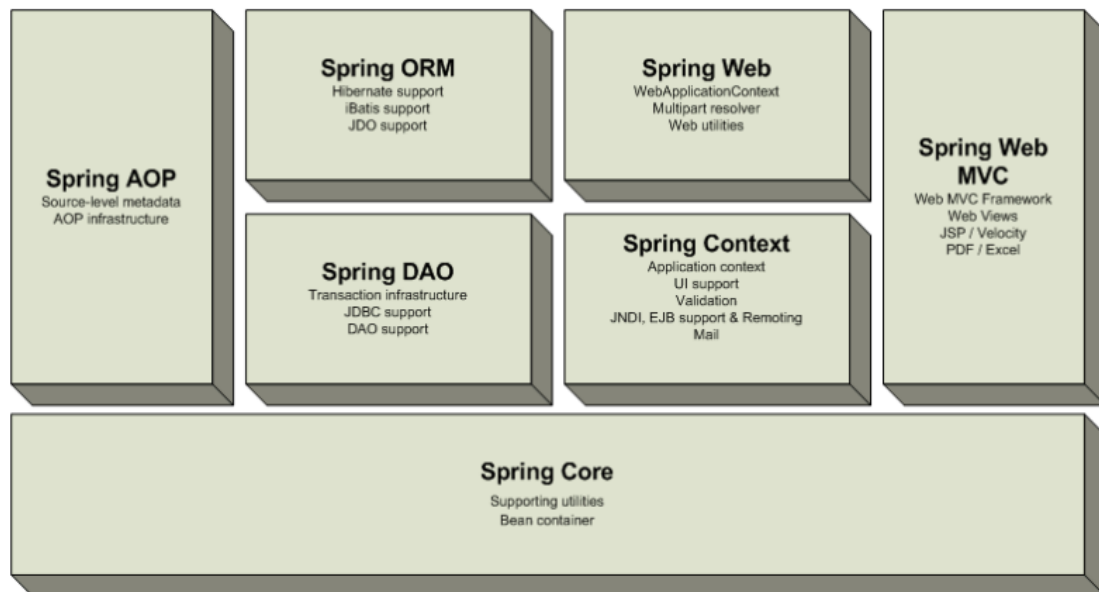 Spring AOP
Source-level metadata
AOP infrastructure
Spring ORM
Hibernate support
iBatis support
JDO support
Spring Web
WebApplicationContext
Multipart resolver
Web utilities
Spring Web
MVC
Web MVC Framework
Web Views
JSP / Velocity
PDF / Excel
Spring DAO
Transaction infrastructure
JDBC support
DAO support
Spring Context
Application context
UI support
Validation
JNDI, EJB support & Remoting
Mail
Spring Core
Supporting utilities
Bean container